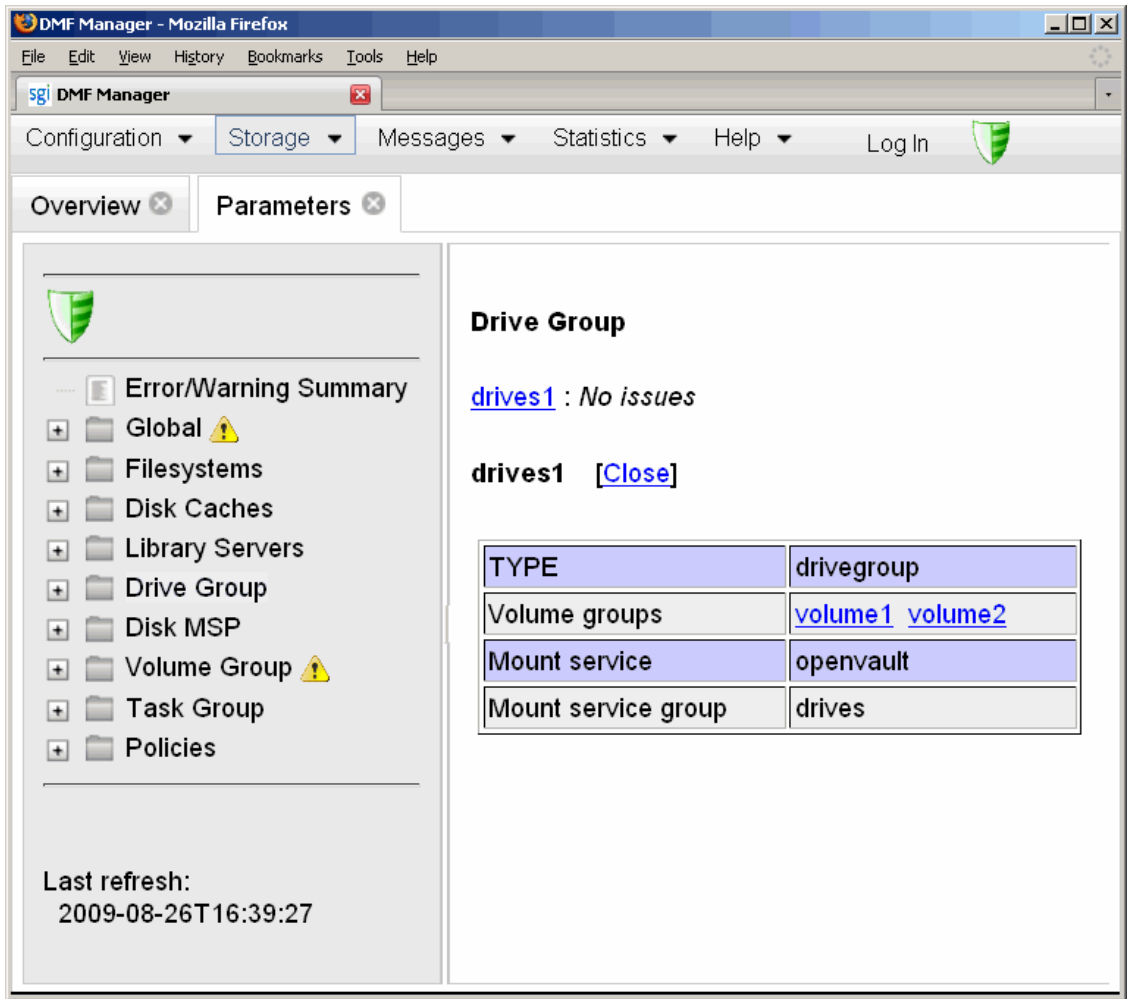 DMF Manager - Mozilla Firefox
File Edit View History Bookmarks Tools Help
sgi DMF Manager
Configuration Storage Messages Statistics Help Log In
Overview Parameters
Error/Warning Summary
Global
Filesystems
Disk Caches
Library Servers
Drive Group
Disk MSP
Volume Group
Task Group
Policies
Last refresh:
2009-08-26T16:39:27
Drive Group
drives1 : No issues
drives1 [Close]
TYPE drivegroup
Volume groups volume1 volume2
Mount service openvault
Mount service group drives